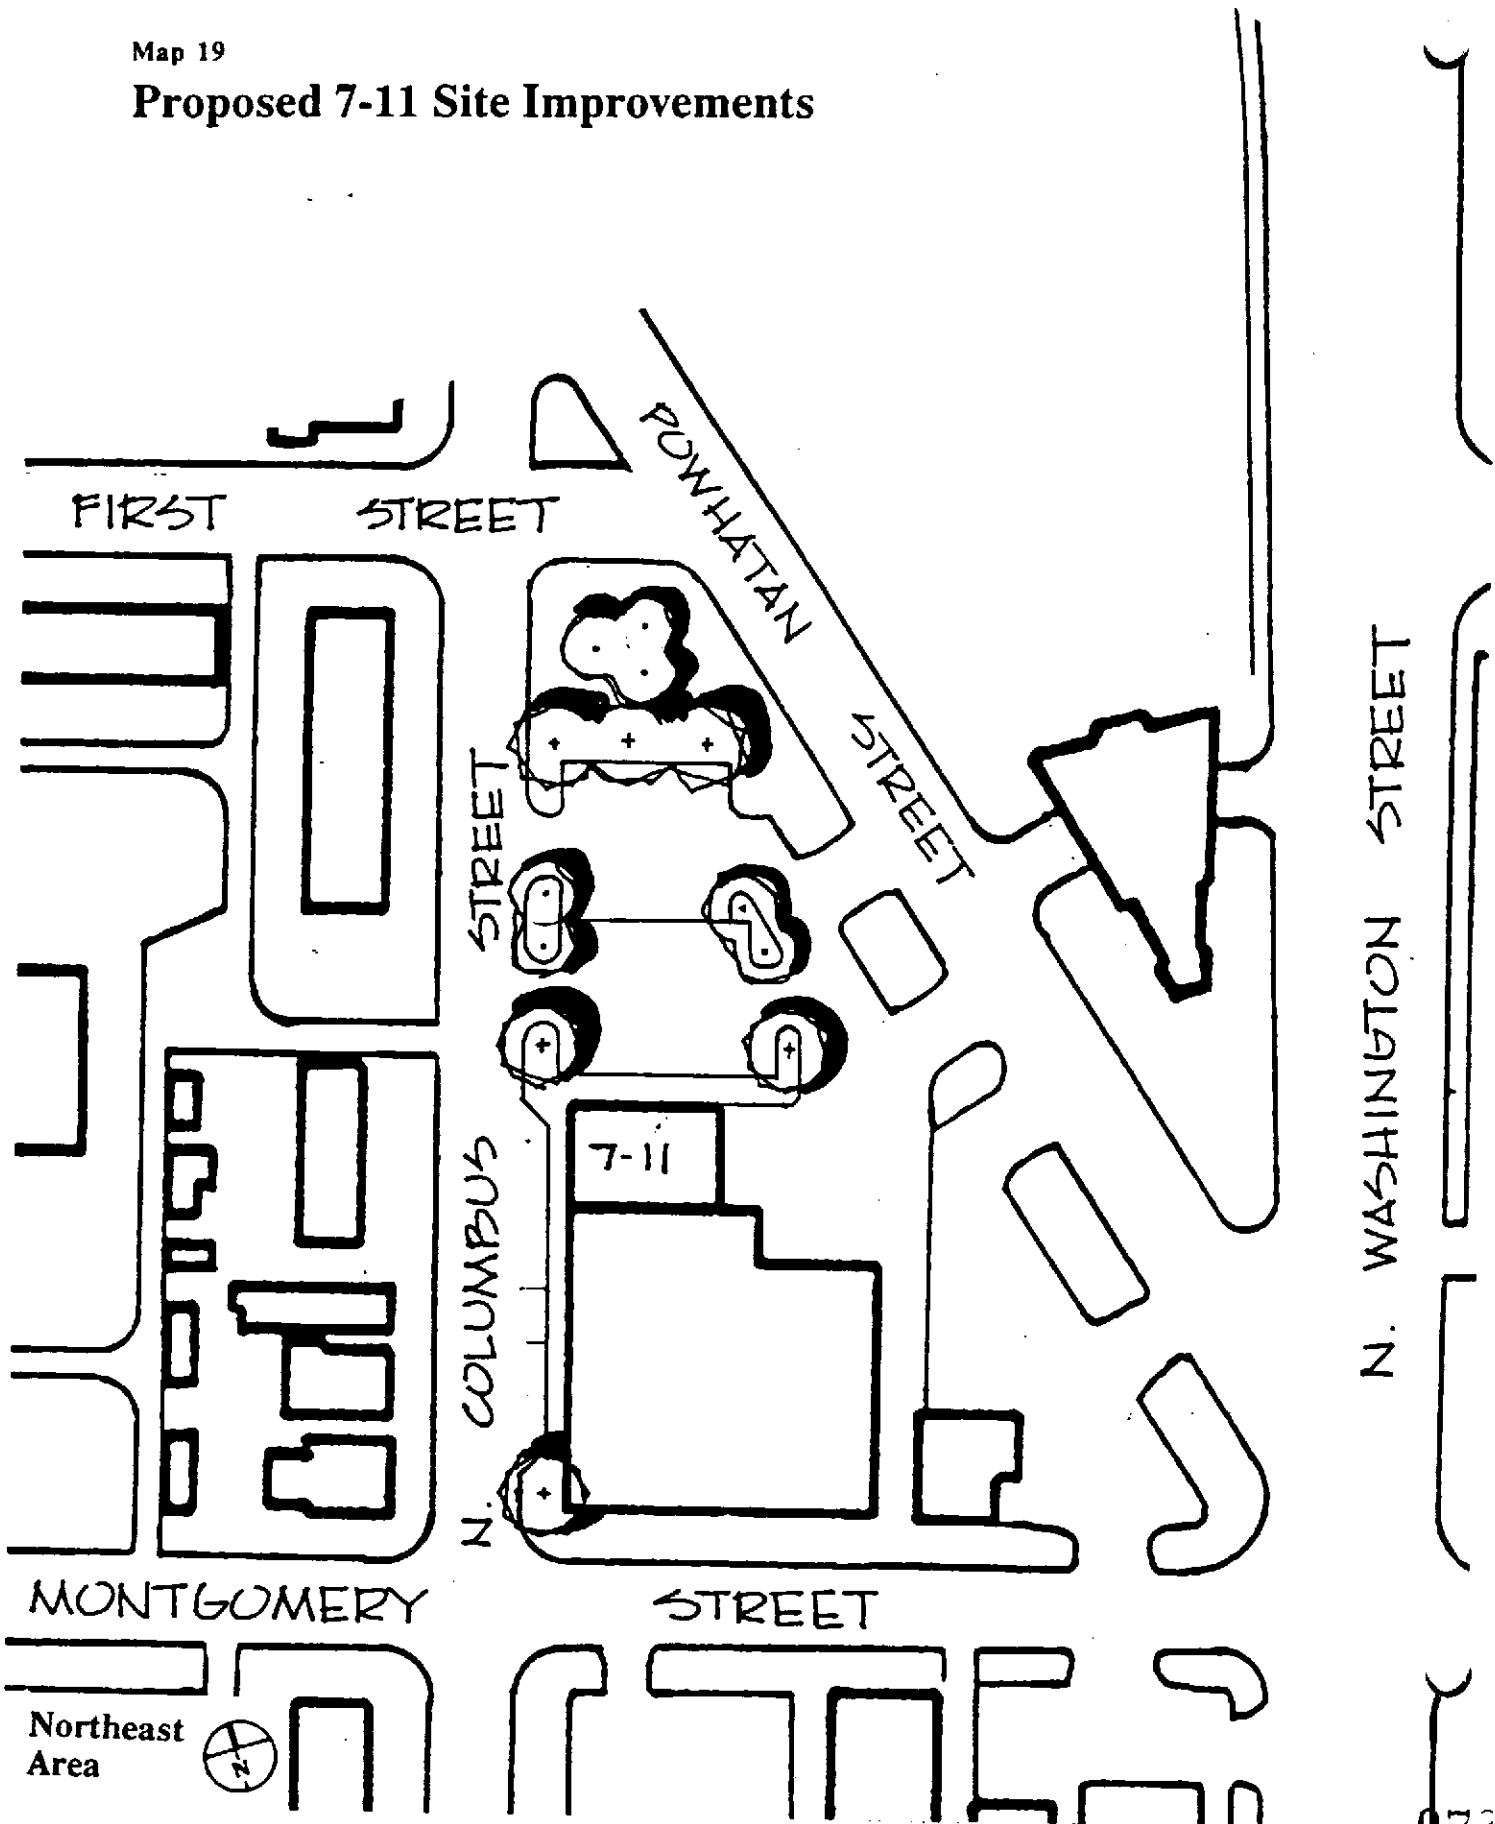 Map 19
Proposed 7-11 Site Improvements
FIRST STREET
POWHATAN STREET
N. COLUMBUS STREET
7-11
N. WASHINGTON STREET
MONTGOMERY STREET
Northeast
Area
N